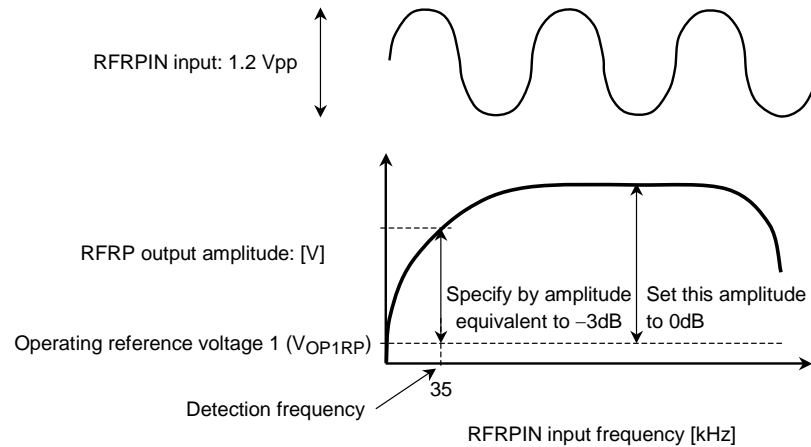 RFRPIN input: 1.2 Vpp
RFRP output amplitude: [V]
Specify by amplitude
equivalent to −3dB
Set this amplitude
to 0dB
Operating reference voltage 1 (VOP1RP)
35
Detection frequency
RFRPIN input frequency [kHz]